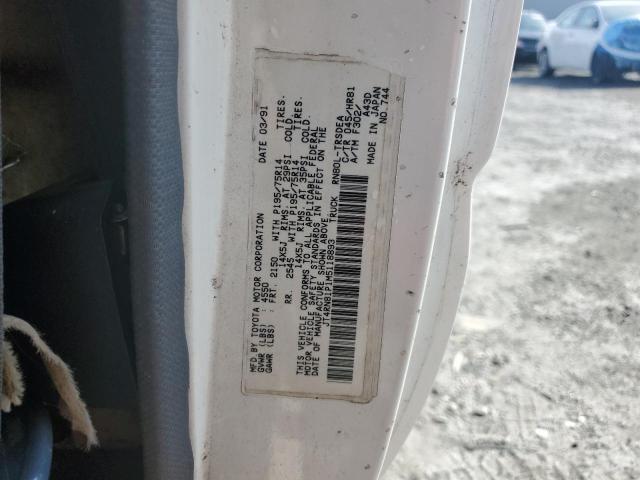 MFD BY TOYOTA MOTOR CORPORATION DATE 03/91
GVWR (LBS) : 4550
GAWR (LBS) : FRT. 2150 WITH P195/75R14 TIRES.
14X5J RIMS. AT 29PSI COLD.
RR. 2545 WITH P195/75R14 TIRES.
14X5J RIMS. AT 35PSI COLD.
THIS VEHICLE CONFORMS TO ALL APPLICABLE FEDERAL
MOTOR VEHICLE SAFETY STANDARDS IN EFFECT ON THE
DATE OF MANUFACTURE SHOWN ABOVE.
JT4RN81P1M5118893 TRUCK RN80L-TRSDEA
C/TR 045/HR81
A/TM F302/ A43D
MADE IN JAPAN
NO.744